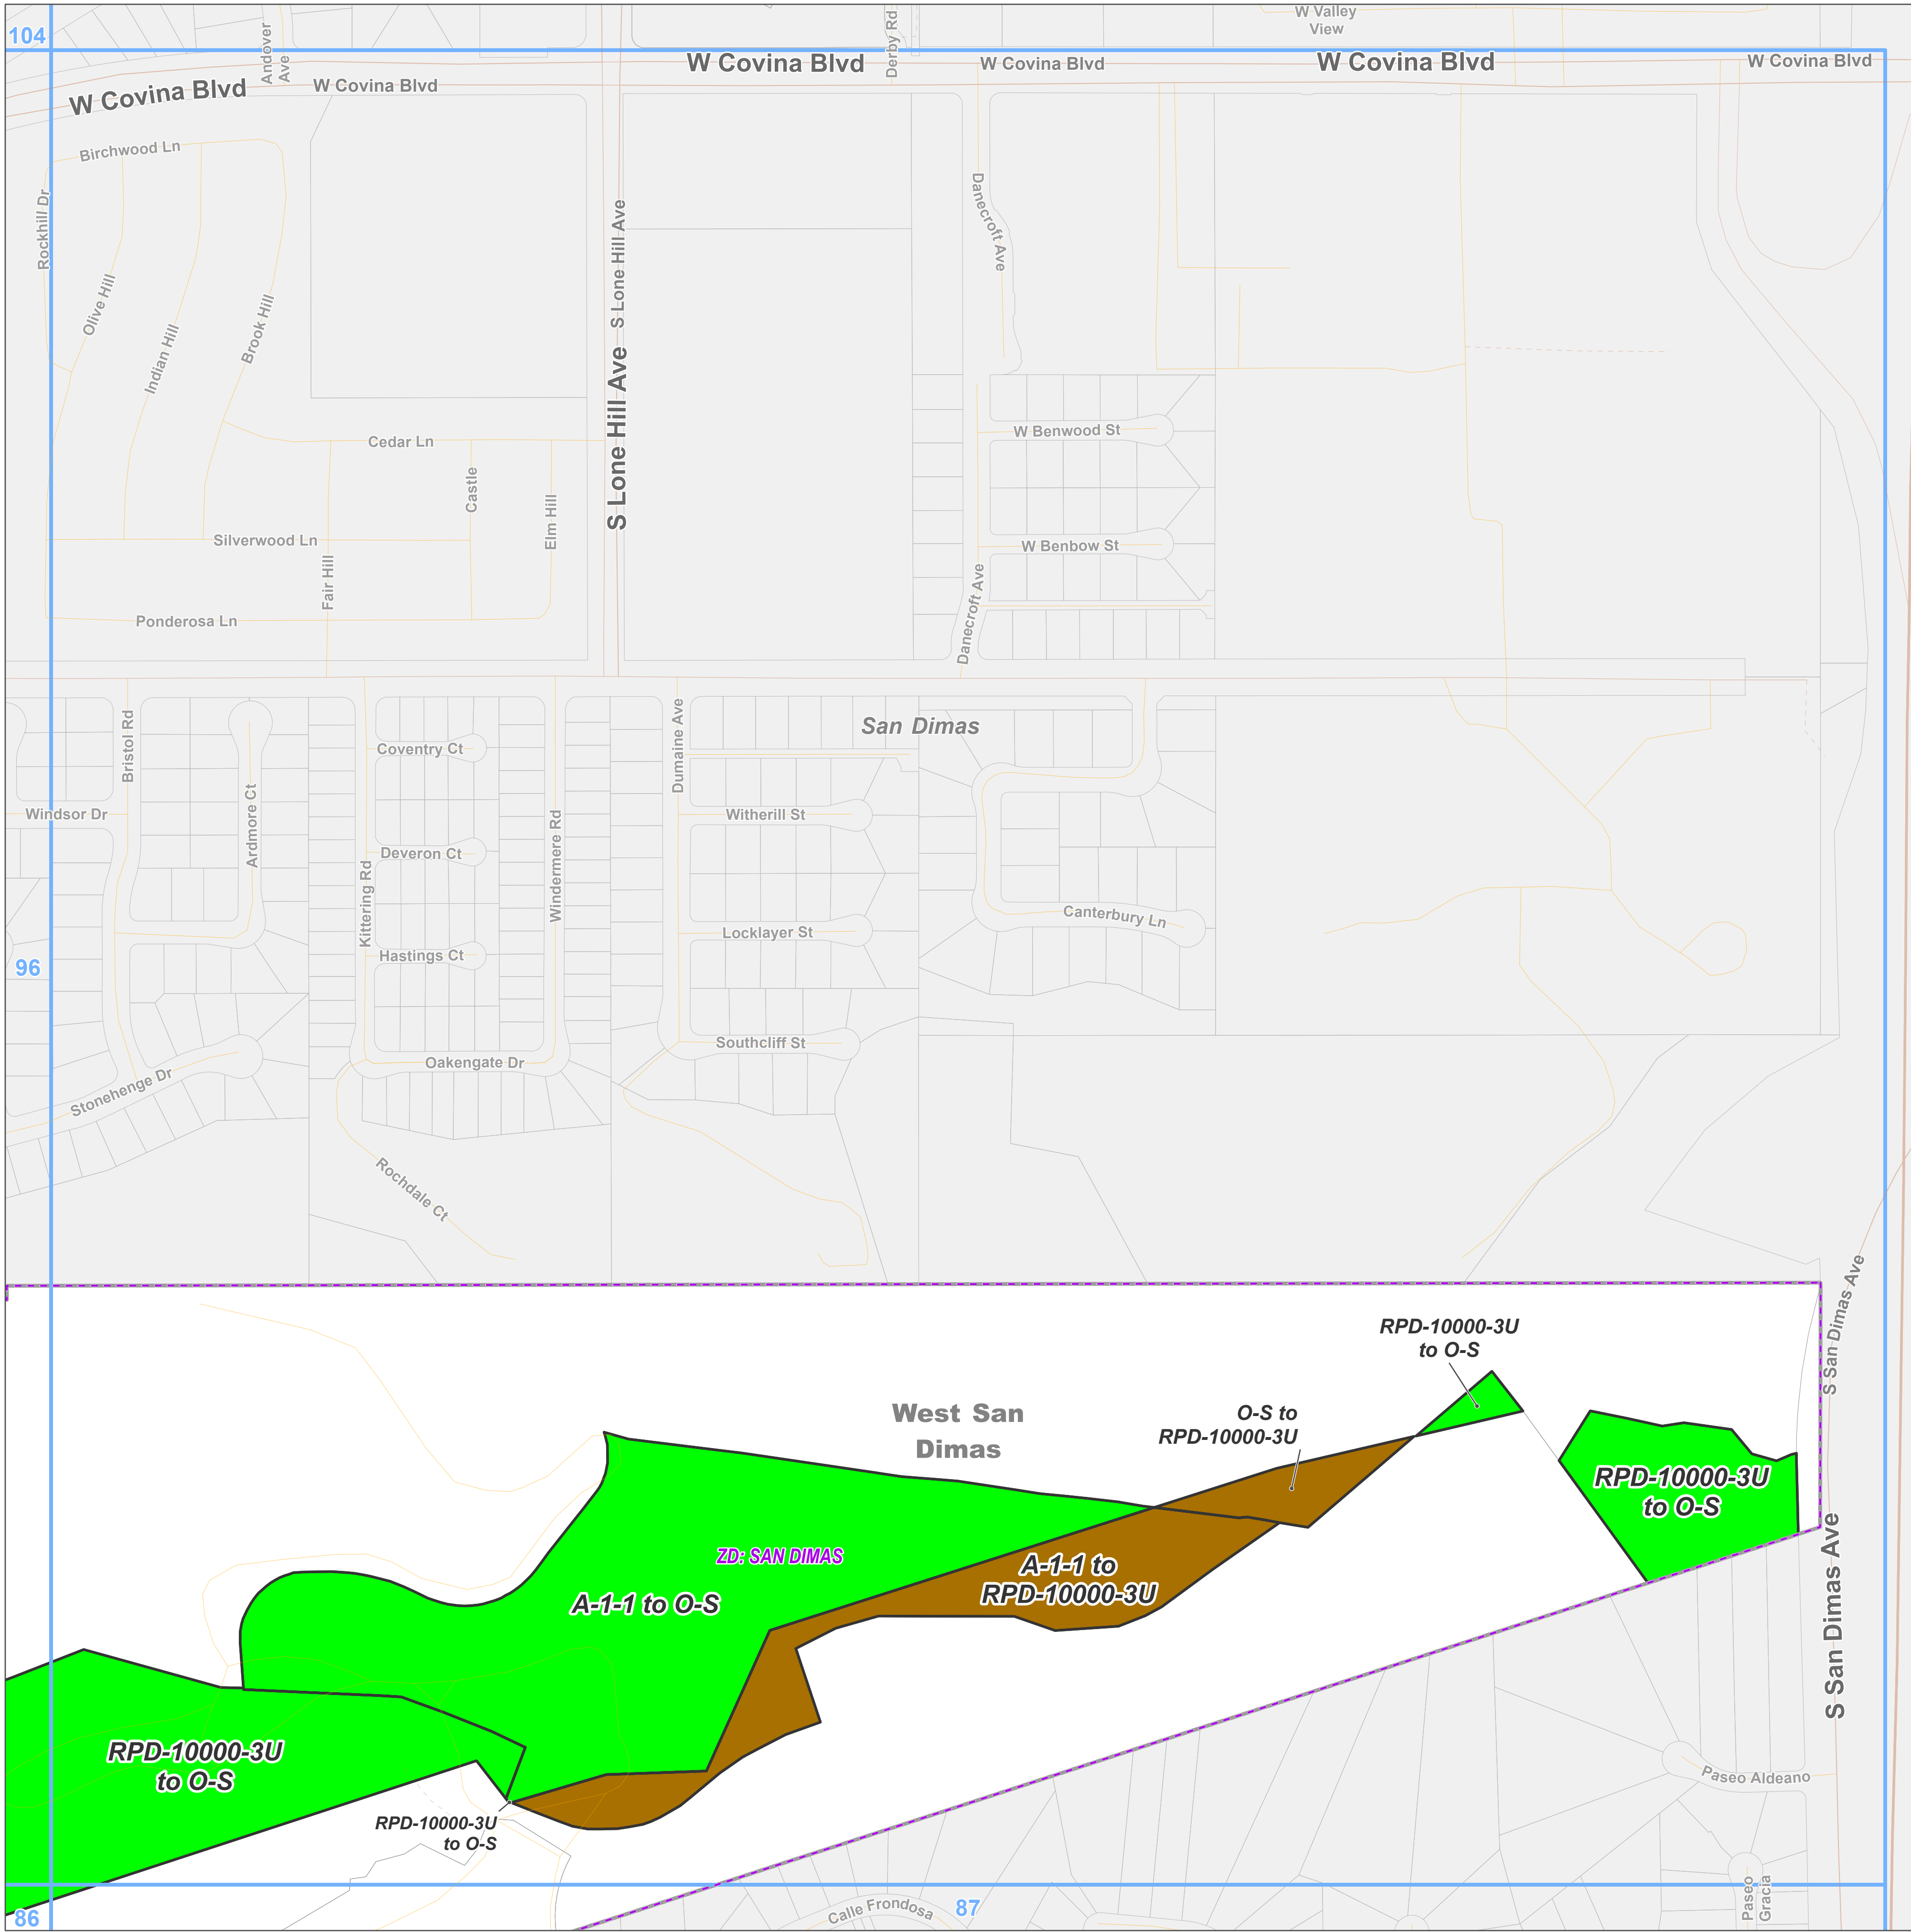 104
Andover
Ave
Derby Rd
W Valley
View
W Covina Blvd
W Covina Blvd
W Covina Blvd
W Covina Blvd
W Covina Blvd
W Covina Blvd
Birchwood Ln
Rockhill Dr
Olive Hill
Indian Hill
Brook Hill
S Lone Hill Ave
S Lone Hill Ave
Danecroft Ave
Cedar Ln
Castle
Elm Hill
W Benwood St
Silverwood Ln
Fair Hill
W Benbow St
Danecroft Ave
Ponderosa Ln
San Dimas
Bristol Rd
Coventry Ct
Dumaine Ave
Windsor Dr
Ardmore Ct
Witherill St
Deveron Ct
Windermere Rd
Kittering Rd
Canterbury Ln
Locklayer St
Hastings Ct
96
Southcliff St
Oakengate Dr
Stonehenge Dr
Rochdale Ct
S San Dimas Ave
RPD-10000-3U
to O-S
West San
Dimas
O-S to
RPD-10000-3U
RPD-10000-3U
to O-S
ZD: SAN DIMAS
A-1-1 to
RPD-10000-3U
A-1-1 to O-S
S San Dimas Ave
RPD-10000-3U
to O-S
Paseo Aldeano
RPD-10000-3U
to O-S
Paseo
Gracia
Calle Frondosa
87
86